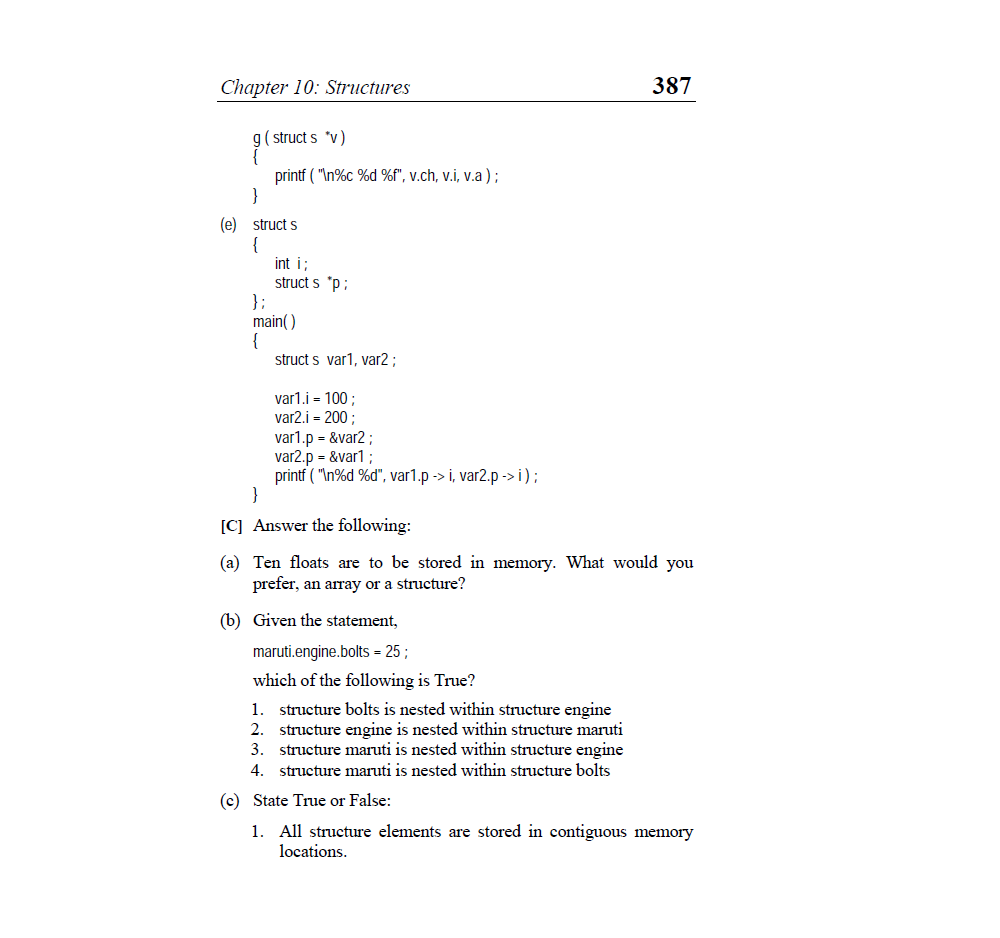 Chapter 10: Structures 387
g ( struct s *v )
{
printf ( "\n%c %d %f", v.ch, v.i, v.a ) ;
}
(e) struct s
{
int i ;
struct s *p ;
} ;
main( )
{
struct s var1, var2 ;
var1.i = 100 ;
var2.i = 200 ;
var1.p = &var2 ;
var2.p = &var1 ;
printf ( "\n%d %d", var1.p -> i, var2.p -> i ) ;
}
[C] Answer the following:
(a) Ten floats are to be stored in memory. What would you
prefer, an array or a structure?
(b) Given the statement,
maruti.engine.bolts = 25 ;
which of the following is True?
1. structure bolts is nested within structure engine
2. structure engine is nested within structure maruti
3. structure maruti is nested within structure engine
4. structure maruti is nested within structure bolts
(c) State True or False:
1. All structure elements are stored in contiguous memory
locations.